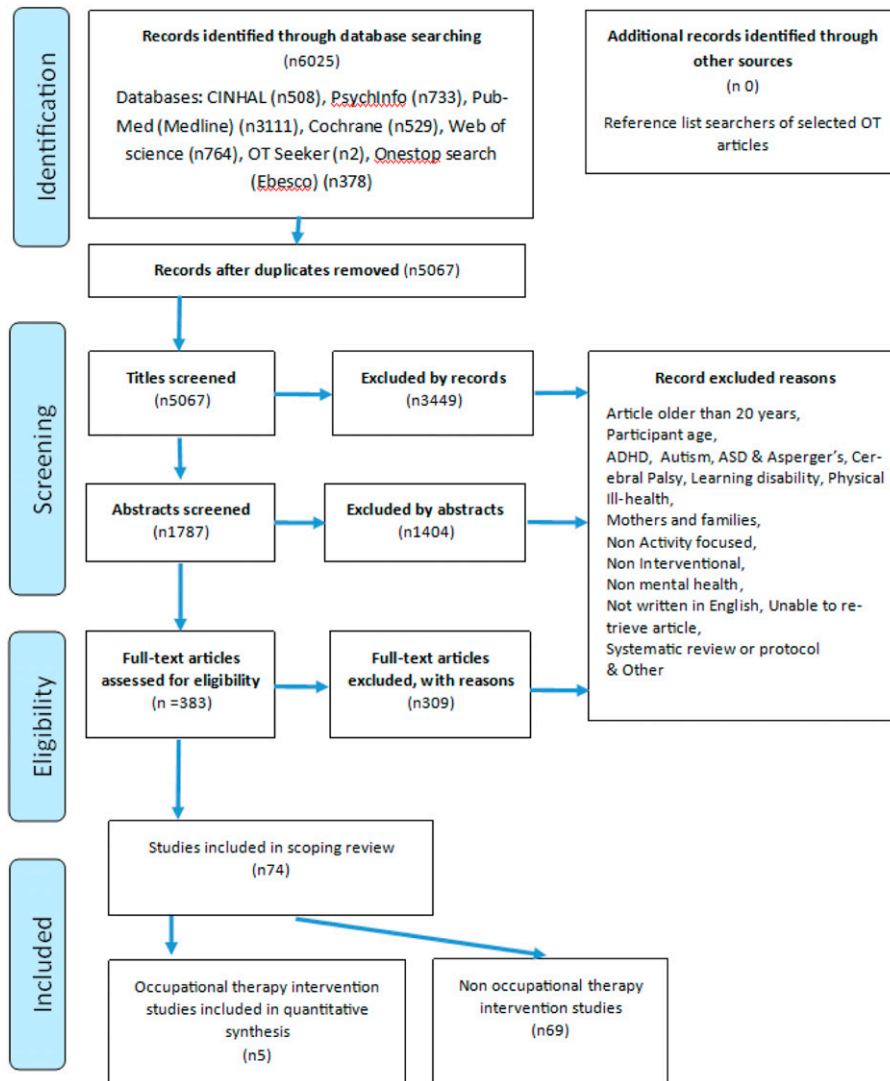 Identification
Records identified through database searching
(n6025)
Databases: CINHAL (n508), PsychInfo (n733), Pub-
Med (Medline) (n3111), Cochrane (n529), Web of
science (n764), OT Seeker (n2), Onestop search
(Ebesco) (n378)
Additional records identified through
other sources
(n 0)
Reference list searchers of selected OT
articles
Records after duplicates removed (n5067)
Screening
Titles screened
(n5067)
Excluded by records
(n3449)
Record excluded reasons
Article older than 20 years,
Participant age,
ADHD, Autism, ASD & Asperger's, Cer-
ebral Palsy, Learning disability, Physical
Ill-health,
Mothers and families,
Non Activity focused,
Non Interventional,
Non mental health,
Not written in English, Unable to re-
trieve article,
Systematic review or protocol
& Other
Abstracts screened
(n1787)
Excluded by abstracts
(n1404)
Eligibility
Full-text articles
assessed for eligibility
(n =383)
Full-text articles
excluded, with reasons
(n309)
Included
Studies included in scoping review
(n74)
Occupational therapy intervention
studies included in quantitative
synthesis
(n5)
Non occupational therapy
intervention studies
(n69)